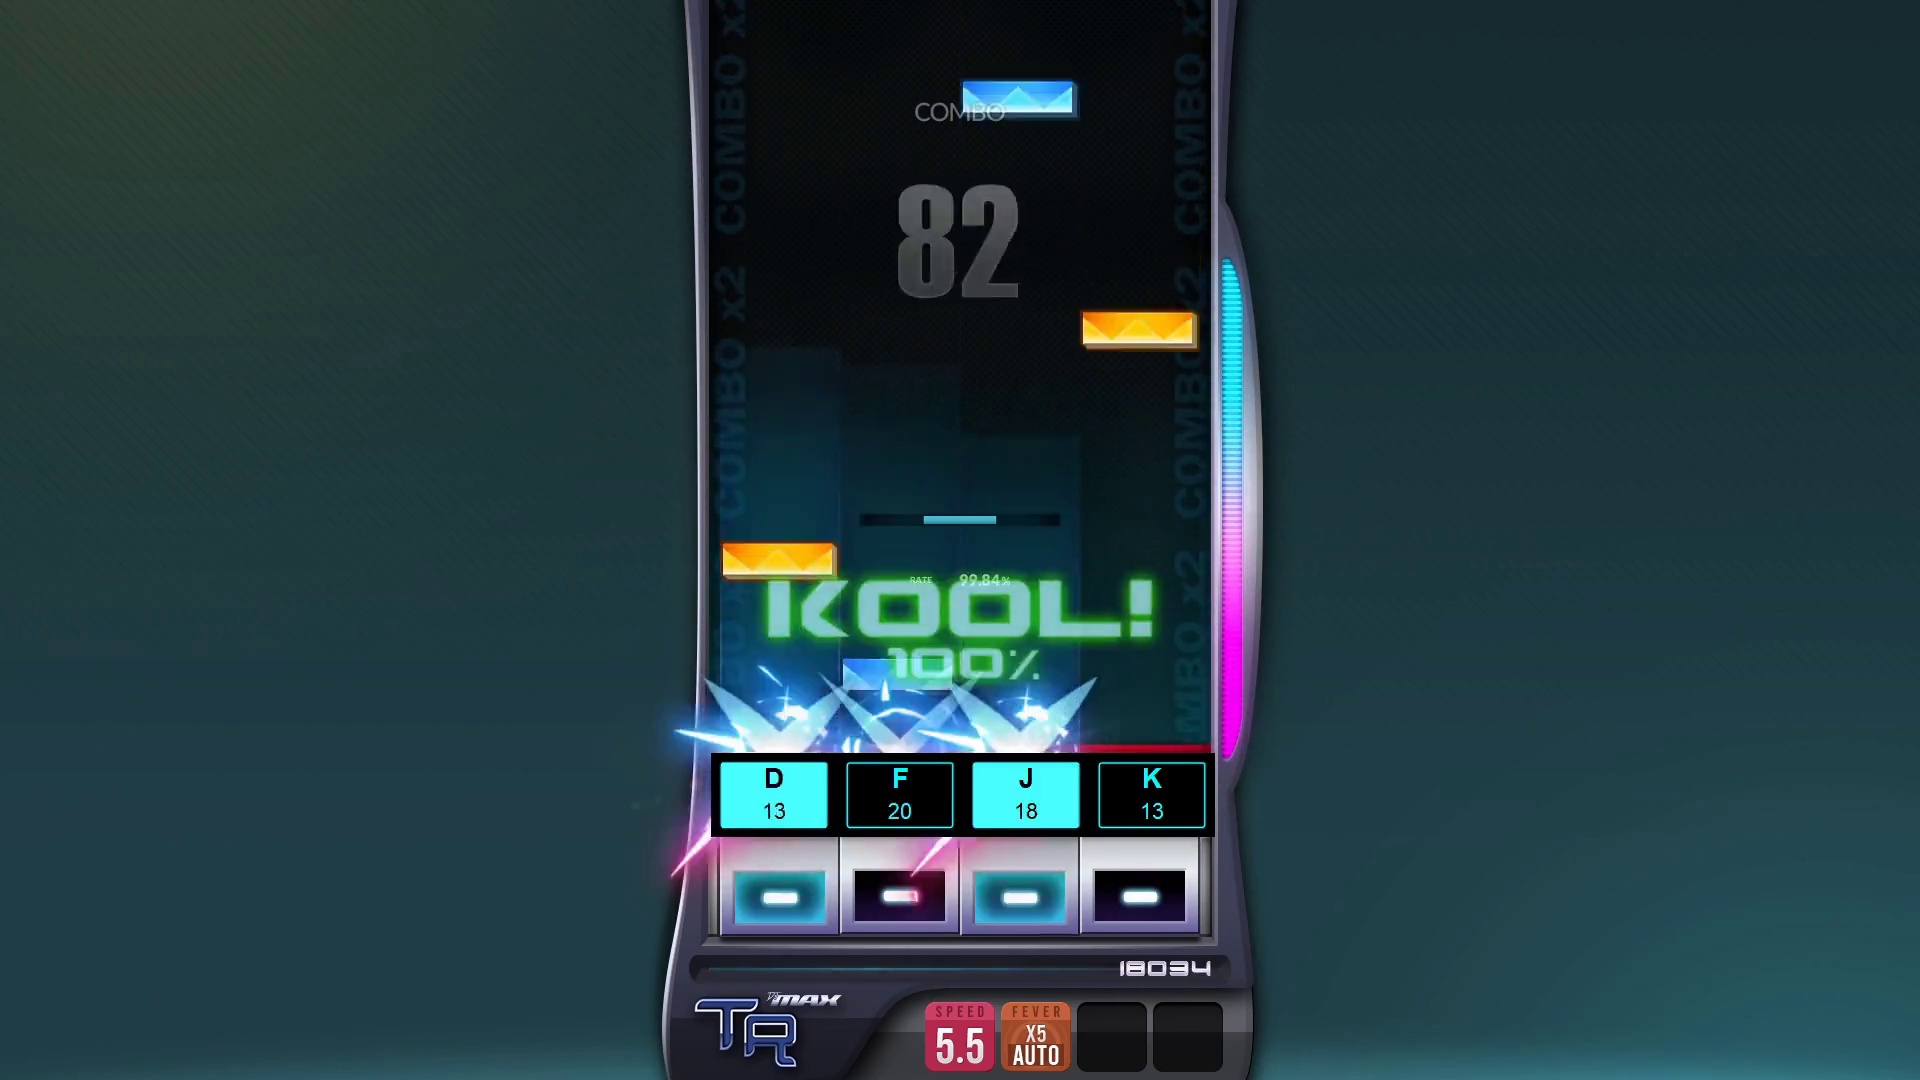 COMBO x2
COMBO x2
COMBO x2
COMBO x2
COMBO x2
COMBO x2
COMBO
82
RATE 99.84%
KOOL!
100%
D F J K
13 20 18 13
18034
MAX
TR
SPEED
5.5
FEVER
X5
AUTO